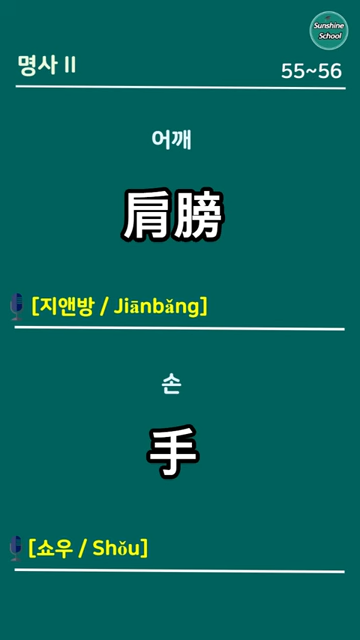 Sunshine
School
명사 II
55~56
어깨
肩膀
[지앤방 / Jiānbǎng]
손
手
[쇼우 / Shǒu]